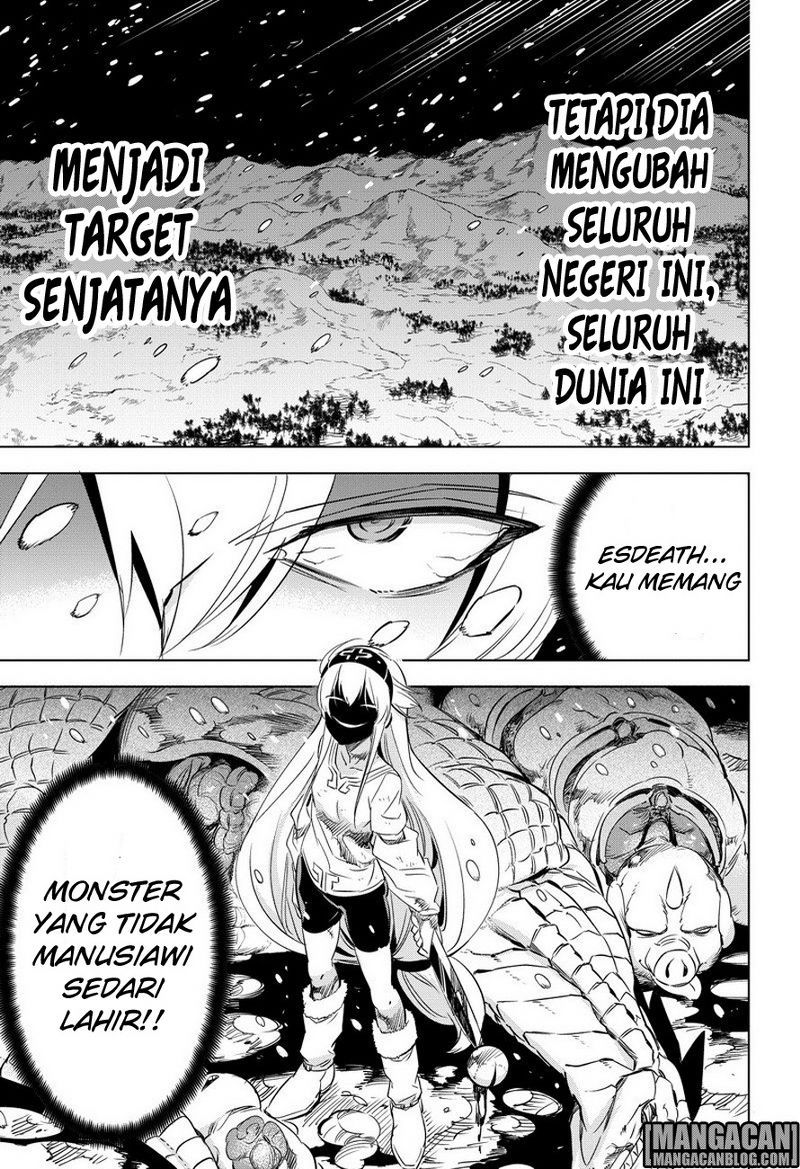 TETAPI DIA
MENGUBAH
SELURUH
NEGERI INI,
SELURUH
DUNIA INI
MENJADI
TARGET
SENJATANYA
ESDEATH...
KAU MEMANG
MONSTER
YANG TIDAK
MANUSIAWI
SEDARI
LAHIR!!
MANGACAN
MANGACANBLOG.COM